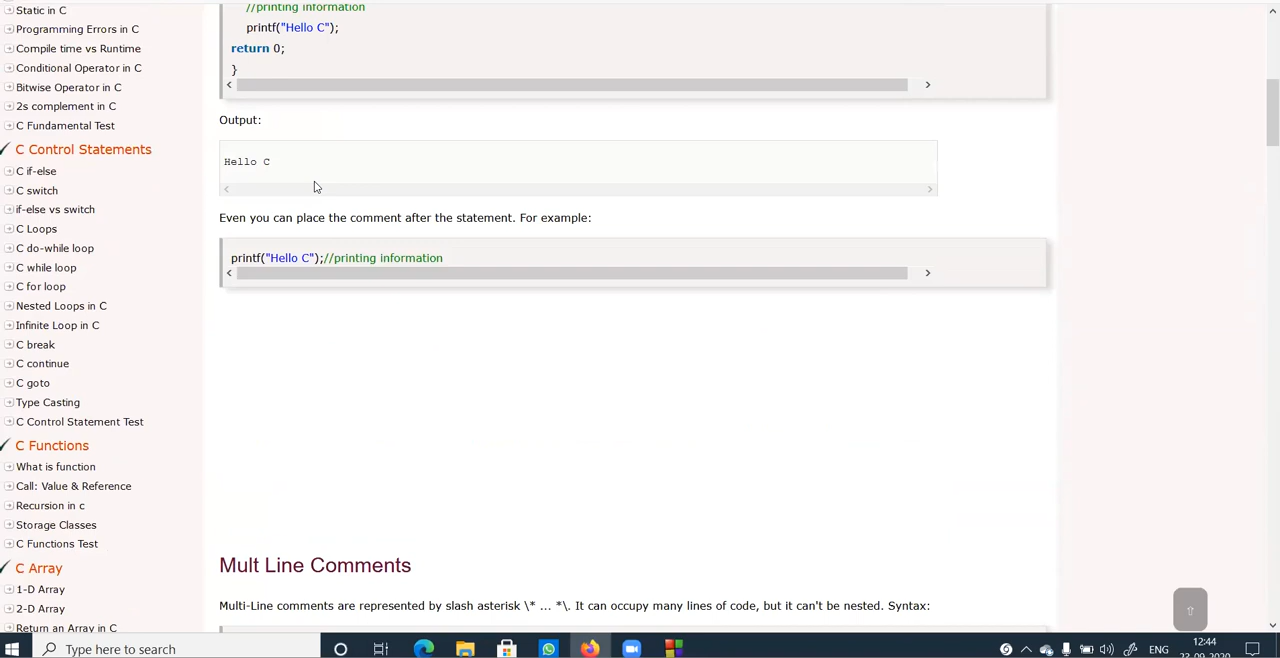 Static in C
Programming Errors in C
Compile time vs Runtime
Conditional Operator in C
Bitwise Operator in C
2s complement in C
C Fundamental Test
C Control Statements
C if-else
C switch
if-else vs switch
C Loops
C do-while loop
C while loop
C for loop
Nested Loops in C
Infinite Loop in C
C break
C continue
C goto
Type Casting
C Control Statement Test
C Functions
What is function
Call: Value & Reference
Recursion in c
Storage Classes
C Functions Test
C Array
1-D Array
2-D Array
Return an Array in C
//printing information
printf("Hello C");
return 0;
}
Output:
Hello C
Even you can place the comment after the statement. For example:
printf("Hello C");//printing information
Mult Line Comments
Multi-Line comments are represented by slash asterisk \* ... *\. It can occupy many lines of code, but it can't be nested. Syntax:
Type here to search
ENG
12:44
23-09-2020